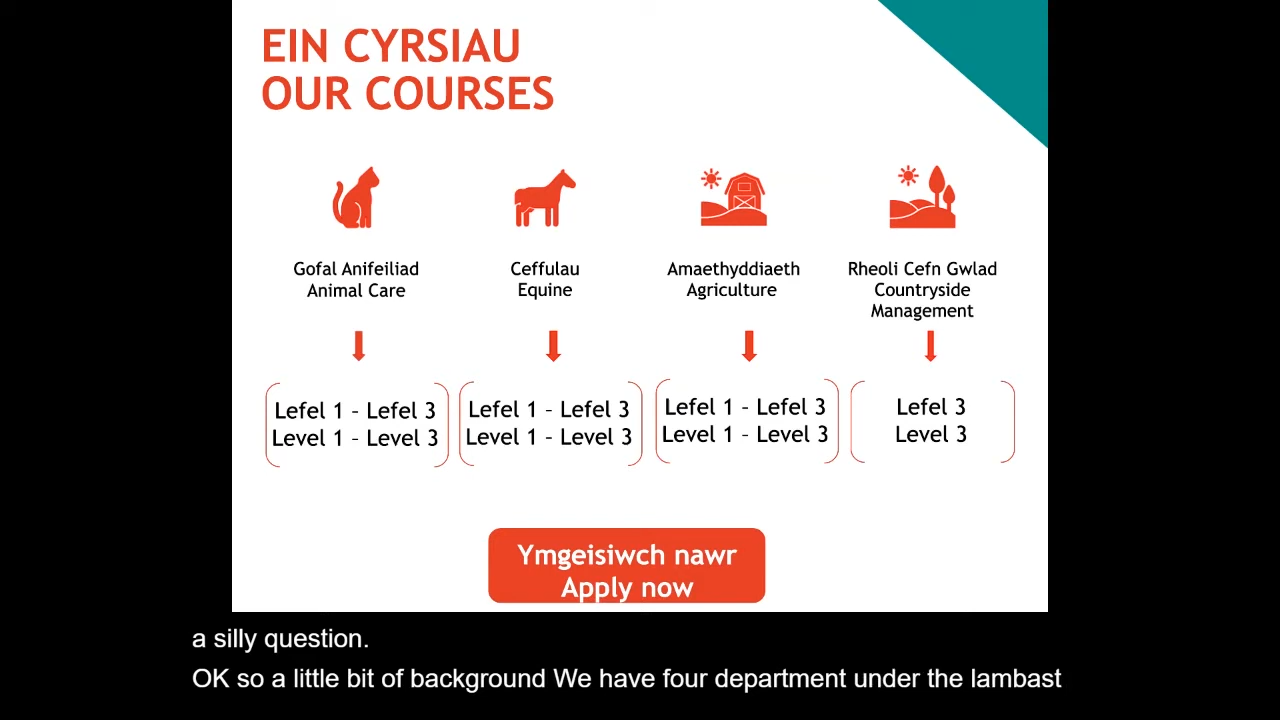 EIN CYRSIAU
OUR COURSES
Gofal Anifeiliad
Animal Care
Ceffulau
Equine
Amaethyddiaeth
Agriculture
Rheoli Cefn Gwlad
Countryside
Management
Lefel 1 – Lefel 3
Level 1 – Level 3
Lefel 1 – Lefel 3
Level 1 – Level 3
Lefel 1 – Lefel 3
Level 1 – Level 3
Lefel 3
Level 3
Ymgeisiwch nawr
Apply now
a silly question.
OK so a little bit of background We have four department under the lambast